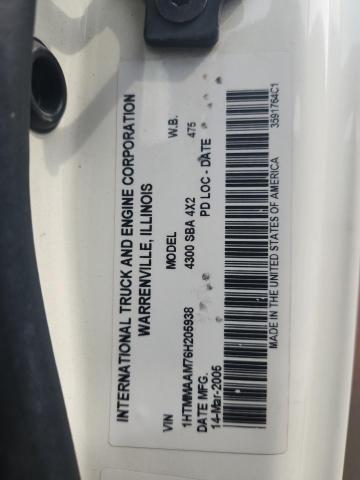 INTERNATIONAL TRUCK AND ENGINE CORPORATION
WARRENVILLE, ILLINOIS
VIN MODEL W.B.
1HTMMAAM76H205938 4300 SBA 4X2 475
DATE MFG. PD LOC - DATE
14-Mar-2005
MADE IN THE UNITED STATES OF AMERICA 3591764C1